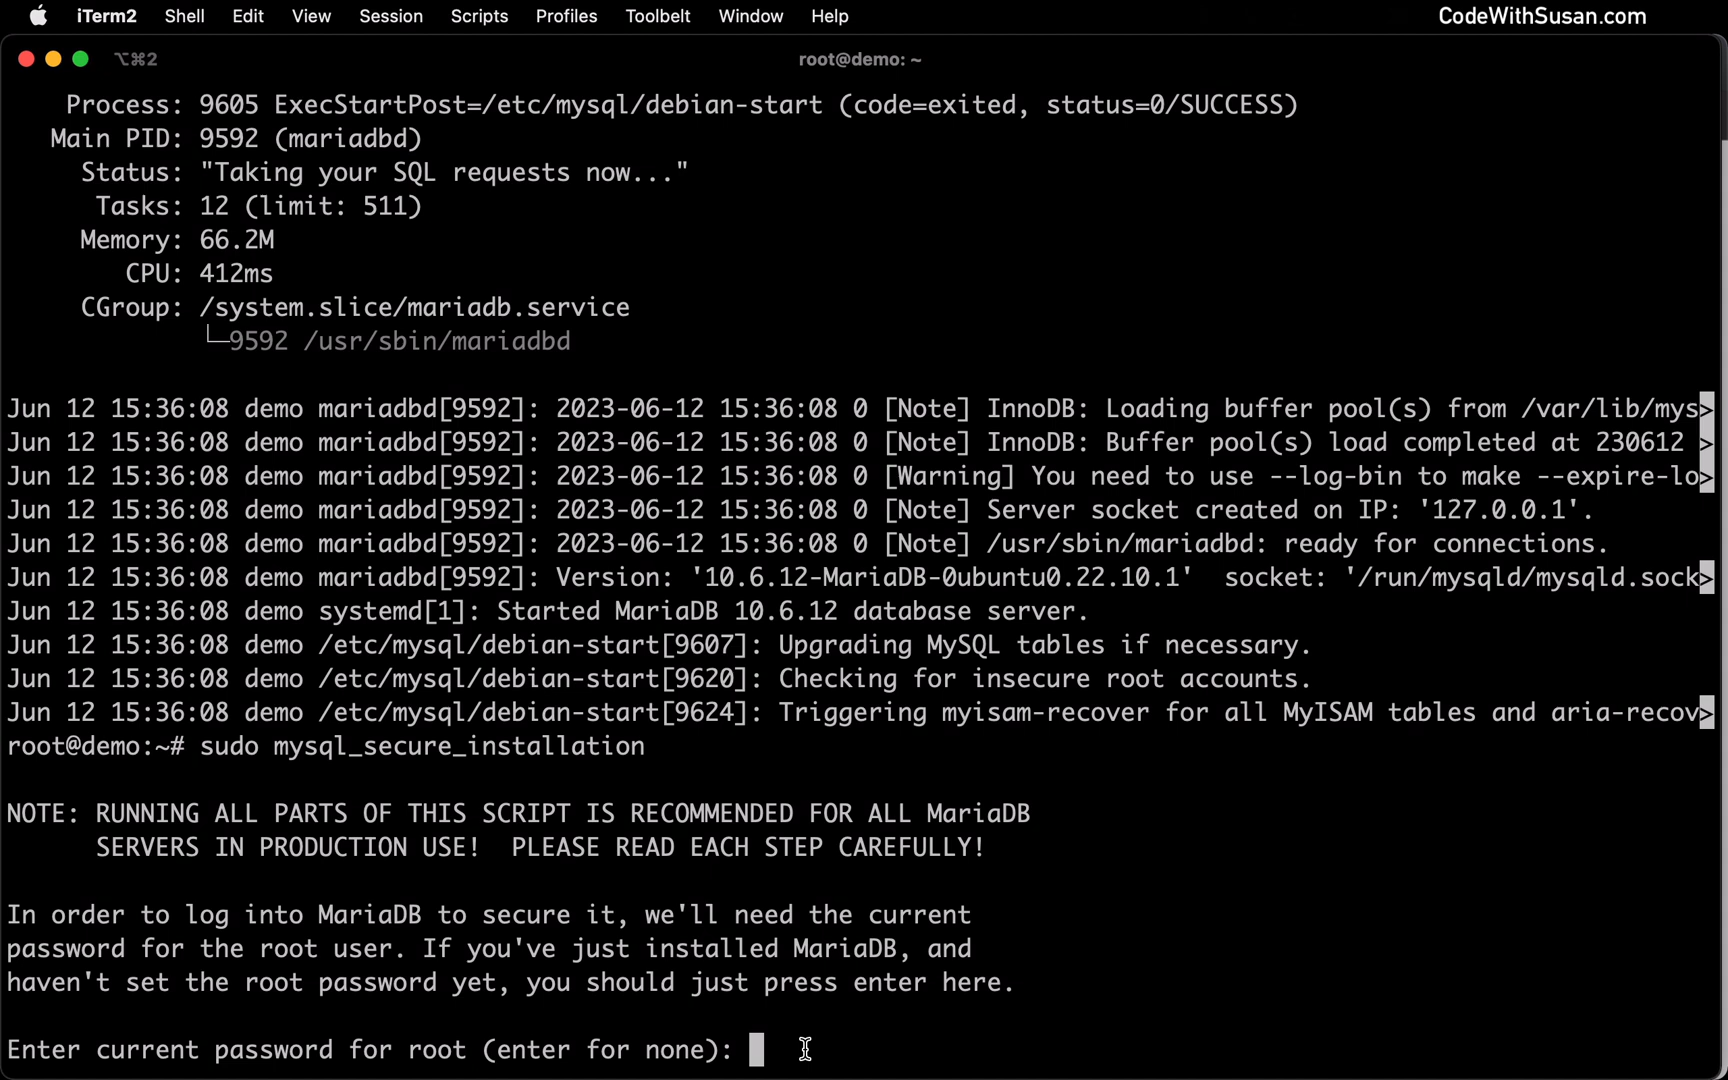 iTerm2 Shell Edit View Session Scripts Profiles Toolbelt Window Help CodeWithSusan.com
⌥⌘2 root@demo: ~
Process: 9605 ExecStartPost=/etc/mysql/debian-start (code=exited, status=0/SUCCESS)
Main PID: 9592 (mariadbd)
Status: "Taking your SQL requests now..."
Tasks: 12 (limit: 511)
Memory: 66.2M
CPU: 412ms
CGroup: /system.slice/mariadb.service
└─9592 /usr/sbin/mariadbd
Jun 12 15:36:08 demo mariadbd[9592]: 2023-06-12 15:36:08 0 [Note] InnoDB: Loading buffer pool(s) from /var/lib/mys>
Jun 12 15:36:08 demo mariadbd[9592]: 2023-06-12 15:36:08 0 [Note] InnoDB: Buffer pool(s) load completed at 230612 >
Jun 12 15:36:08 demo mariadbd[9592]: 2023-06-12 15:36:08 0 [Warning] You need to use --log-bin to make --expire-lo>
Jun 12 15:36:08 demo mariadbd[9592]: 2023-06-12 15:36:08 0 [Note] Server socket created on IP: '127.0.0.1'.
Jun 12 15:36:08 demo mariadbd[9592]: 2023-06-12 15:36:08 0 [Note] /usr/sbin/mariadbd: ready for connections.
Jun 12 15:36:08 demo mariadbd[9592]: Version: '10.6.12-MariaDB-0ubuntu0.22.10.1'  socket: '/run/mysqld/mysqld.sock>
Jun 12 15:36:08 demo systemd[1]: Started MariaDB 10.6.12 database server.
Jun 12 15:36:08 demo /etc/mysql/debian-start[9607]: Upgrading MySQL tables if necessary.
Jun 12 15:36:08 demo /etc/mysql/debian-start[9620]: Checking for insecure root accounts.
Jun 12 15:36:08 demo /etc/mysql/debian-start[9624]: Triggering myisam-recover for all MyISAM tables and aria-recov>
root@demo:~# sudo mysql_secure_installation
NOTE: RUNNING ALL PARTS OF THIS SCRIPT IS RECOMMENDED FOR ALL MariaDB
SERVERS IN PRODUCTION USE!  PLEASE READ EACH STEP CAREFULLY!
In order to log into MariaDB to secure it, we'll need the current
password for the root user. If you've just installed MariaDB, and
haven't set the root password yet, you should just press enter here.
Enter current password for root (enter for none):